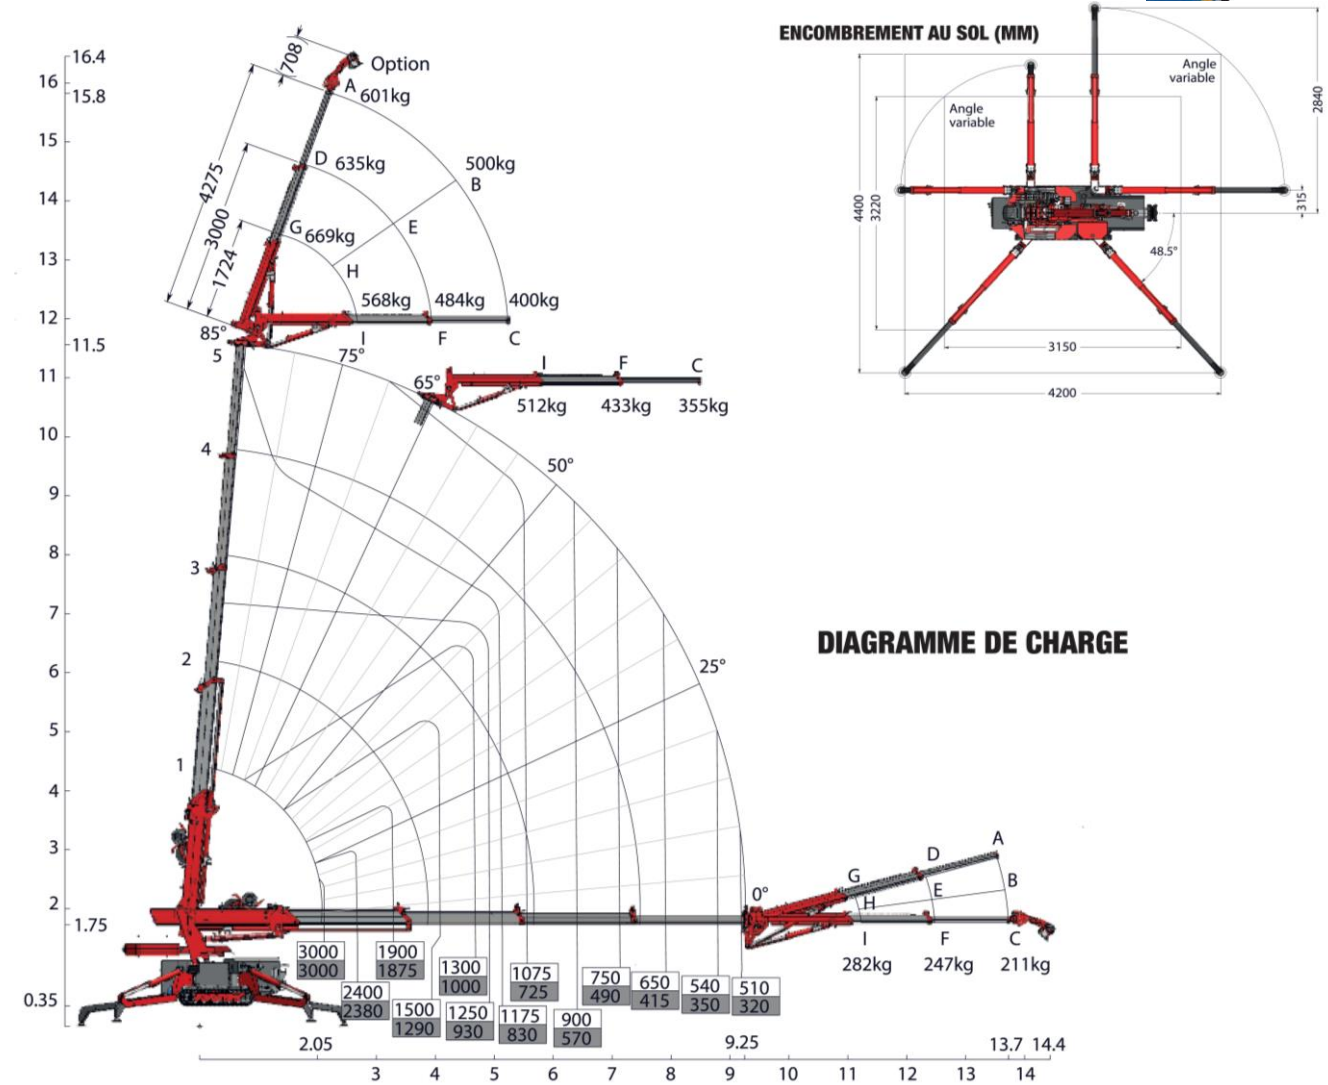 ENCOMBREMENT AU SOL (MM)
Angle
variable
Angle
variable
2840
315
4400
3220
48.5°
3150
4200
16.4
16
15.8
15
14
13
12
11.5
11
10
9
8
7
6
5
4
3
2
1.75
0.35
708
Option
A
601kg
4275
3000
1724
D
635kg
500kg
B
G
669kg
E
H
568kg
484kg
400kg
I
F
C
85°
5
75°
65°
I
F
C
512kg
433kg
355kg
50°
4
3
2
1
25°
DIAGRAMME DE CHARGE
0°
A
D
G
B
E
H
I
F
C
282kg
247kg
211kg
3000
3000
2400
2380
1900
1875
1500
1290
1300
1000
1250
930
1175
830
1075
725
900
570
750
490
650
415
540
350
510
320
2.05
9.25
13.7
14.4
3
4
5
6
7
8
9
10
11
12
13
14